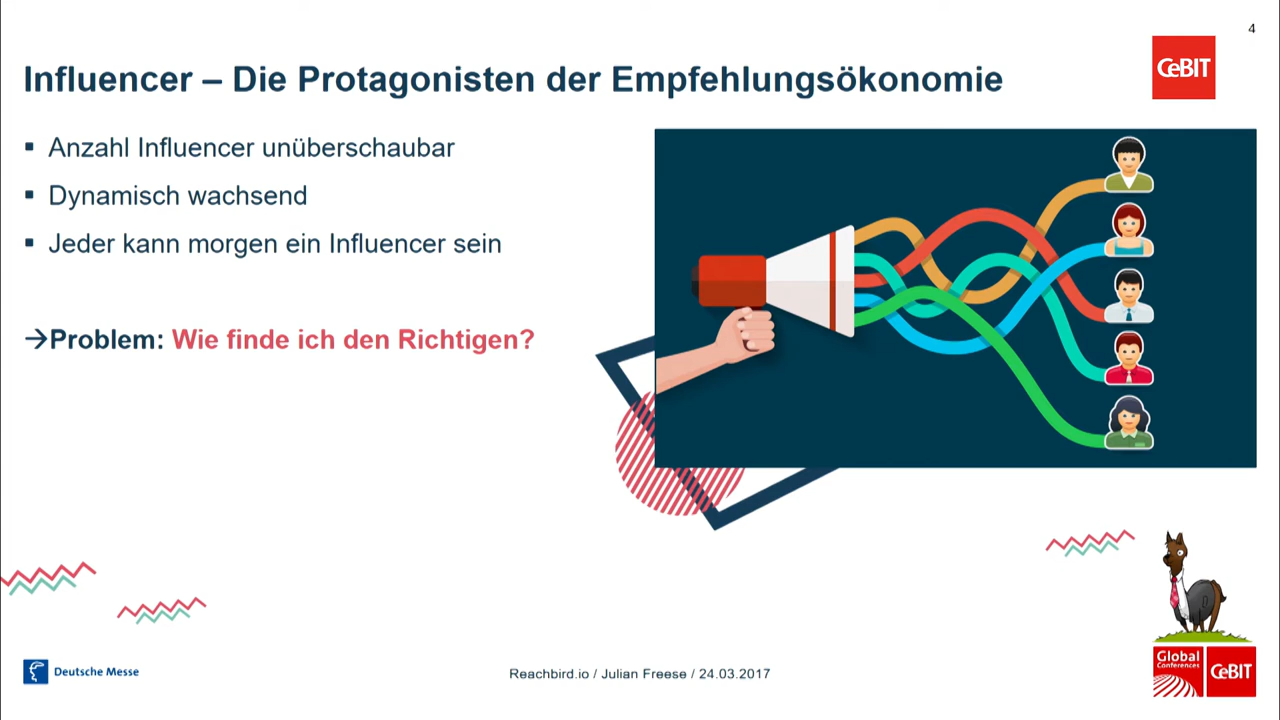 4
Influencer – Die Protagonisten der Empfehlungsökonomie
CeBIT
▪ Anzahl Influencer unüberschaubar
▪ Dynamisch wachsend
▪ Jeder kann morgen ein Influencer sein
→Problem: Wie finde ich den Richtigen?
Deutsche Messe
Reachbird.io / Julian Freese / 24.03.2017
Global
Conferences
CeBIT